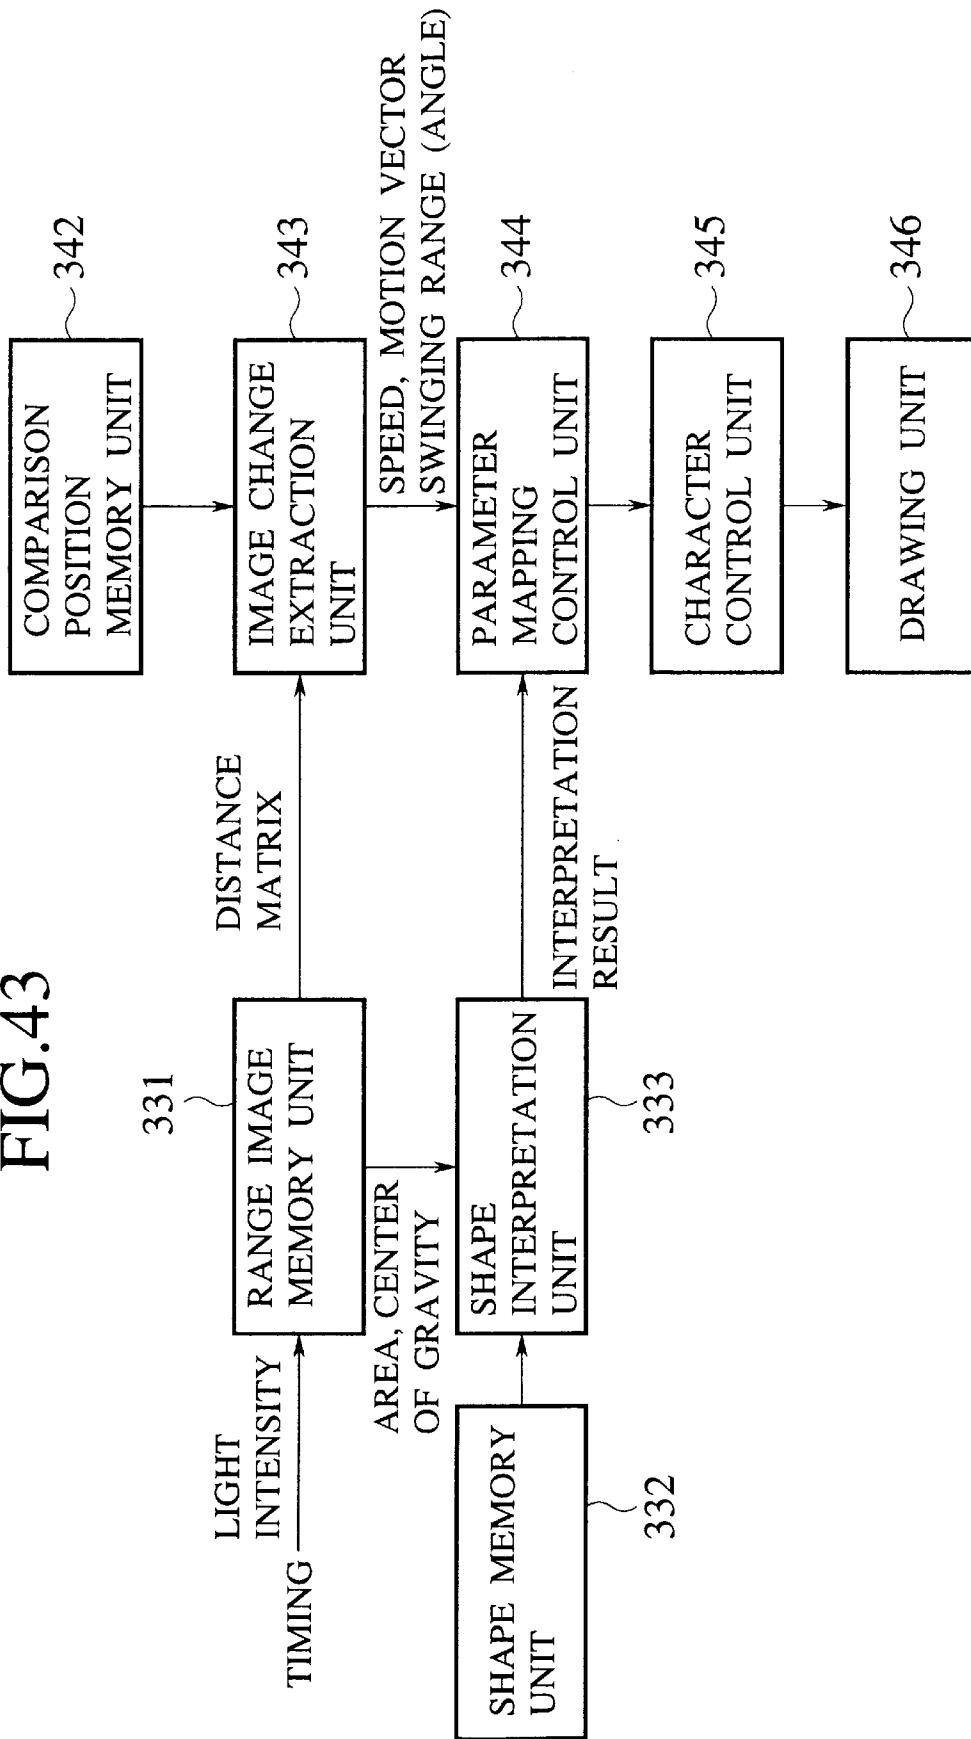 FIG.43
COMPARISON
POSITION
MEMORY UNIT
342
LIGHT
INTENSITY
TIMING
331
RANGE IMAGE
MEMORY UNIT
DISTANCE
MATRIX
IMAGE CHANGE
EXTRACTION
UNIT
343
AREA, CENTER
OF GRAVITY
SPEED, MOTION VECTOR
SWINGING RANGE (ANGLE)
SHAPE MEMORY
UNIT
332
SHAPE
INTERPRETATION
UNIT
333
INTERPRETATION
RESULT
PARAMETER
MAPPING
CONTROL UNIT
344
CHARACTER
CONTROL UNIT
345
DRAWING UNIT
346